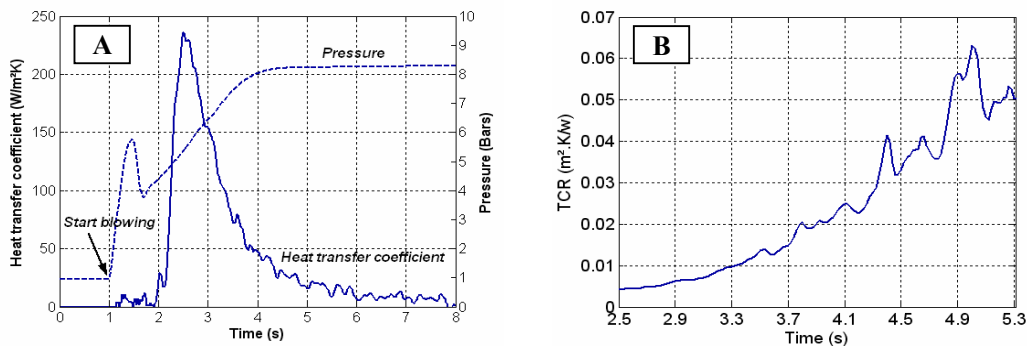 A
Heat transfer coefficient (W/m²K)
250
200
150
100
50
0
Pressure
Start blowing
Heat transfer coefficient
10
9
8
7
6
5
4
3
2
1
0
Pressure (Bars)
0 1 2 3 4 5 6 7 8
Time (s)
B
TCR (m².K/w)
0.07
0.06
0.05
0.04
0.03
0.02
0.01
0
2.5 2.9 3.3 3.7 4.1 4.5 4.9 5.3
Time (s)